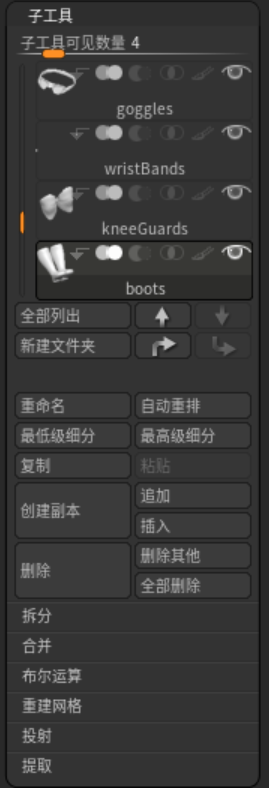 子工具
子工具可见数量 4
goggles
wristBands
kneeGuards
boots
全部列出
新建文件夹
重命名 自动重排
最低级细分 最高级细分
复制 粘贴
创建副本 追加
插入
删除 删除其他
全部删除
拆分
合并
布尔运算
重建网格
投射
提取